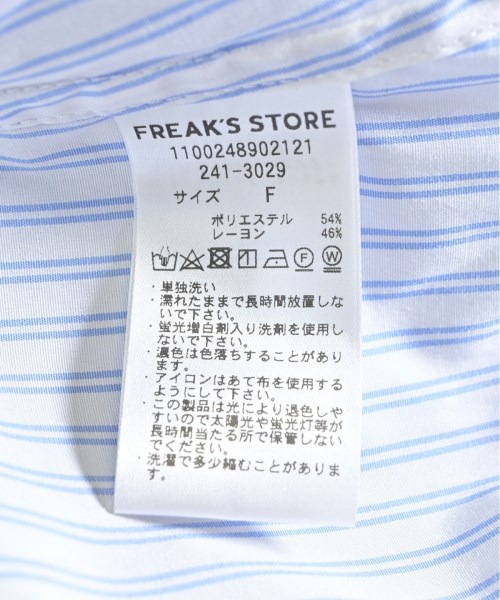 FREAK'S STORE
1100248902121
241-3029
サイズ F
ポリエステル 54%
レーヨン 46%
F W
・単独洗い
・濡れたままで長時間放置しな
いで下さい。
・蛍光増白剤入り洗剤を使用し
ないで下さい。
・濃色は色落ちすることがあり
ます。
・アイロンはあて布を使用する
ようにして下さい。
・この製品は光により退色しや
すいので太陽光や蛍光灯等が
長時間当たる所で保管しない
でください。
・洗濯で多少縮むことがありま
す。